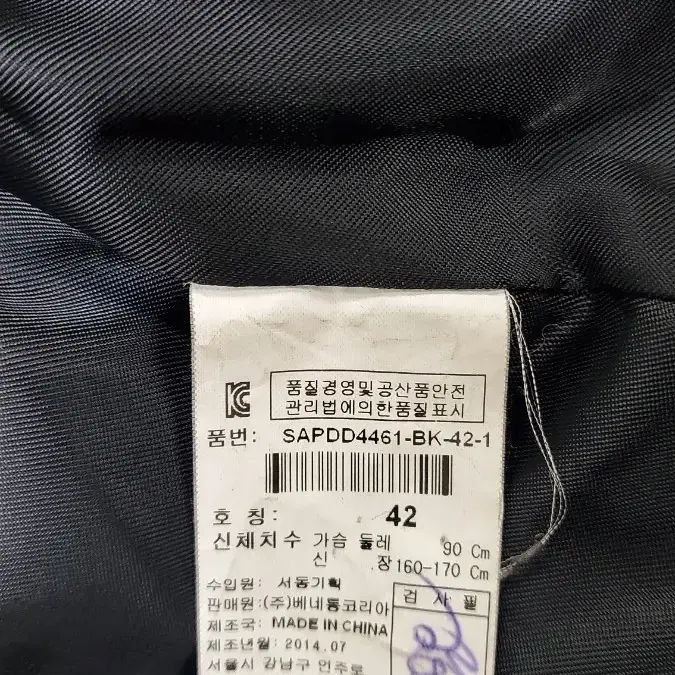 품질경영및공산품안전
관리법에의한품질표시
품번: SAPDD4461-BK-42-1
호 칭: 42
신체치수 가슴 둘레 90 Cm
신 장 160-170 Cm
수입원: 서동기획
판매원:(주)베네통코리아
제조국: MADE IN CHINA
제조년월: 2014.07
서울시 강남구 언주로
검 사 필